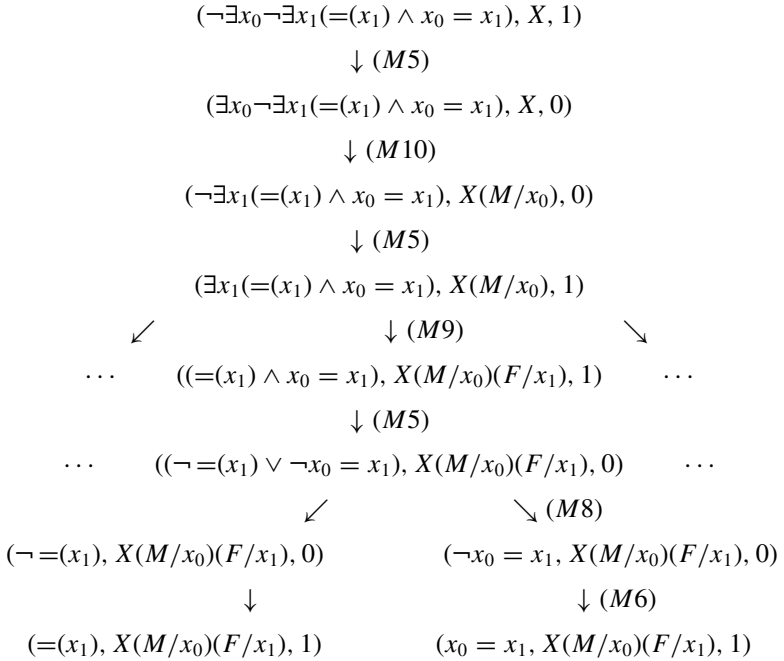 (¬∃x₀¬∃x₁(=(x₁) ∧ x₀ = x₁), X, 1)
↓ (M5)
(∃x₀¬∃x₁(=(x₁) ∧ x₀ = x₁), X, 0)
↓ (M10)
(¬∃x₁(=(x₁) ∧ x₀ = x₁), X(M/x₀), 0)
↓ (M5)
(∃x₁(=(x₁) ∧ x₀ = x₁), X(M/x₀), 1)
↙ ↓ (M9) ↘
··· ((=(x₁) ∧ x₀ = x₁), X(M/x₀)(F/x₁), 1) ···
↓ (M5)
··· ((¬ =(x₁) ∨ ¬x₀ = x₁), X(M/x₀)(F/x₁), 0) ···
↙ ↘ (M8)
(¬ =(x₁), X(M/x₀)(F/x₁), 0) (¬x₀ = x₁, X(M/x₀)(F/x₁), 0)
↓ ↓ (M6)
(=(x₁), X(M/x₀)(F/x₁), 1) (x₀ = x₁, X(M/x₀)(F/x₁), 1)